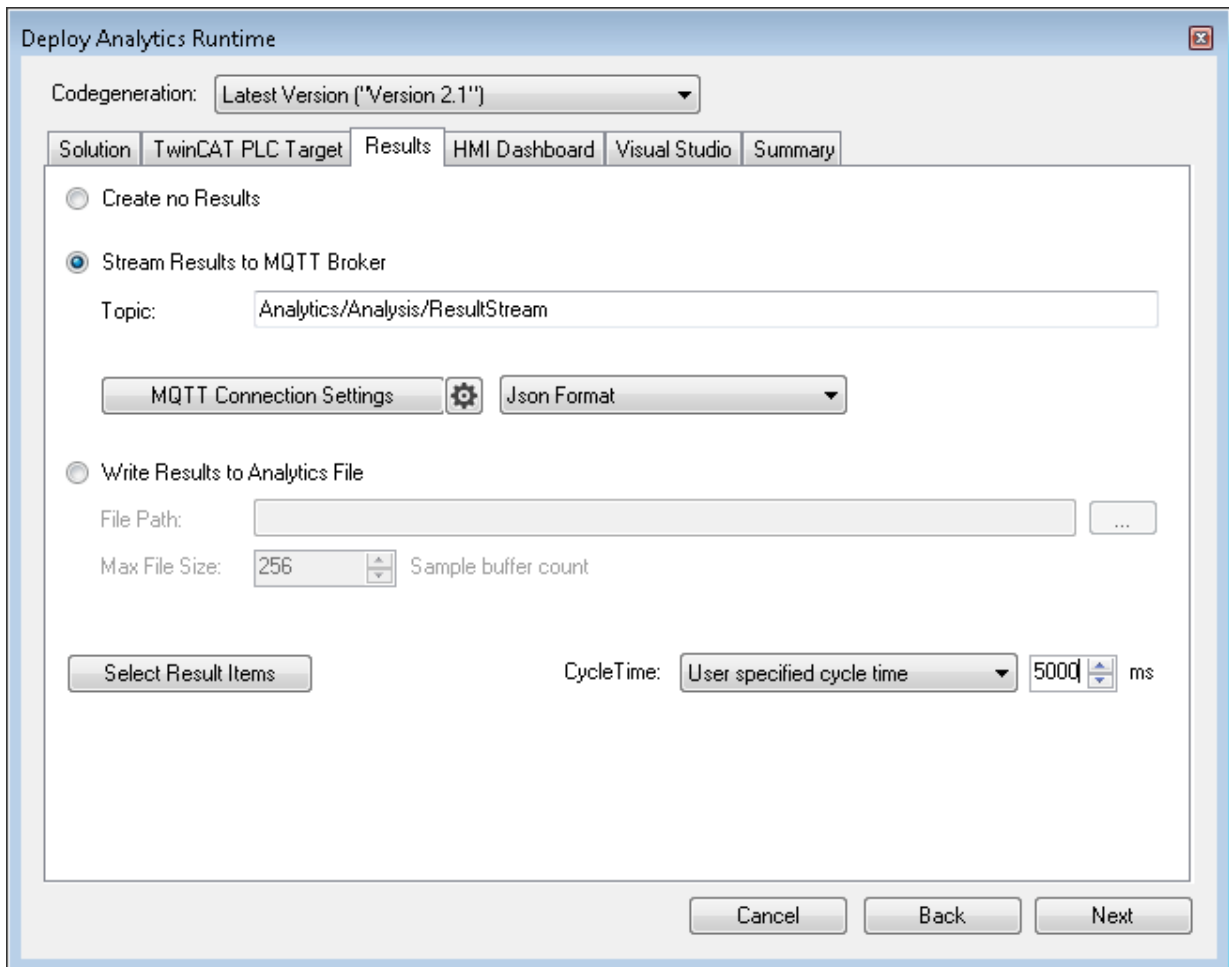 Deploy Analytics Runtime
Codegeneration: Latest Version ("Version 2.1")
Solution TwinCAT PLC Target Results HMI Dashboard Visual Studio Summary
Create no Results
Stream Results to MQTT Broker
Topic: Analytics/Analysis/ResultStream
MQTT Connection Settings Json Format
Write Results to Analytics File
File Path: ...
Max File Size: 256 Sample buffer count
Select Result Items CycleTime: User specified cycle time 5000 ms
Cancel Back Next